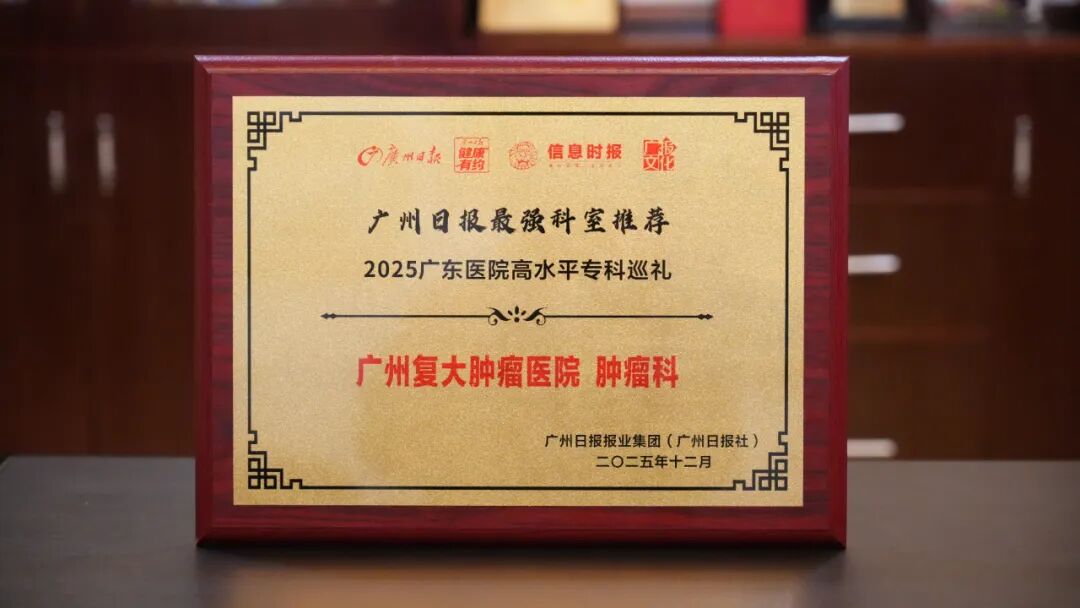 廣州日报 健康有约 信息时报 广报文化
广州日报最强科室推荐
2025广东医院高水平专科巡礼
广州复大肿瘤医院 肿瘤科
广州日报报业集团（广州日报社）
二〇二五年十二月